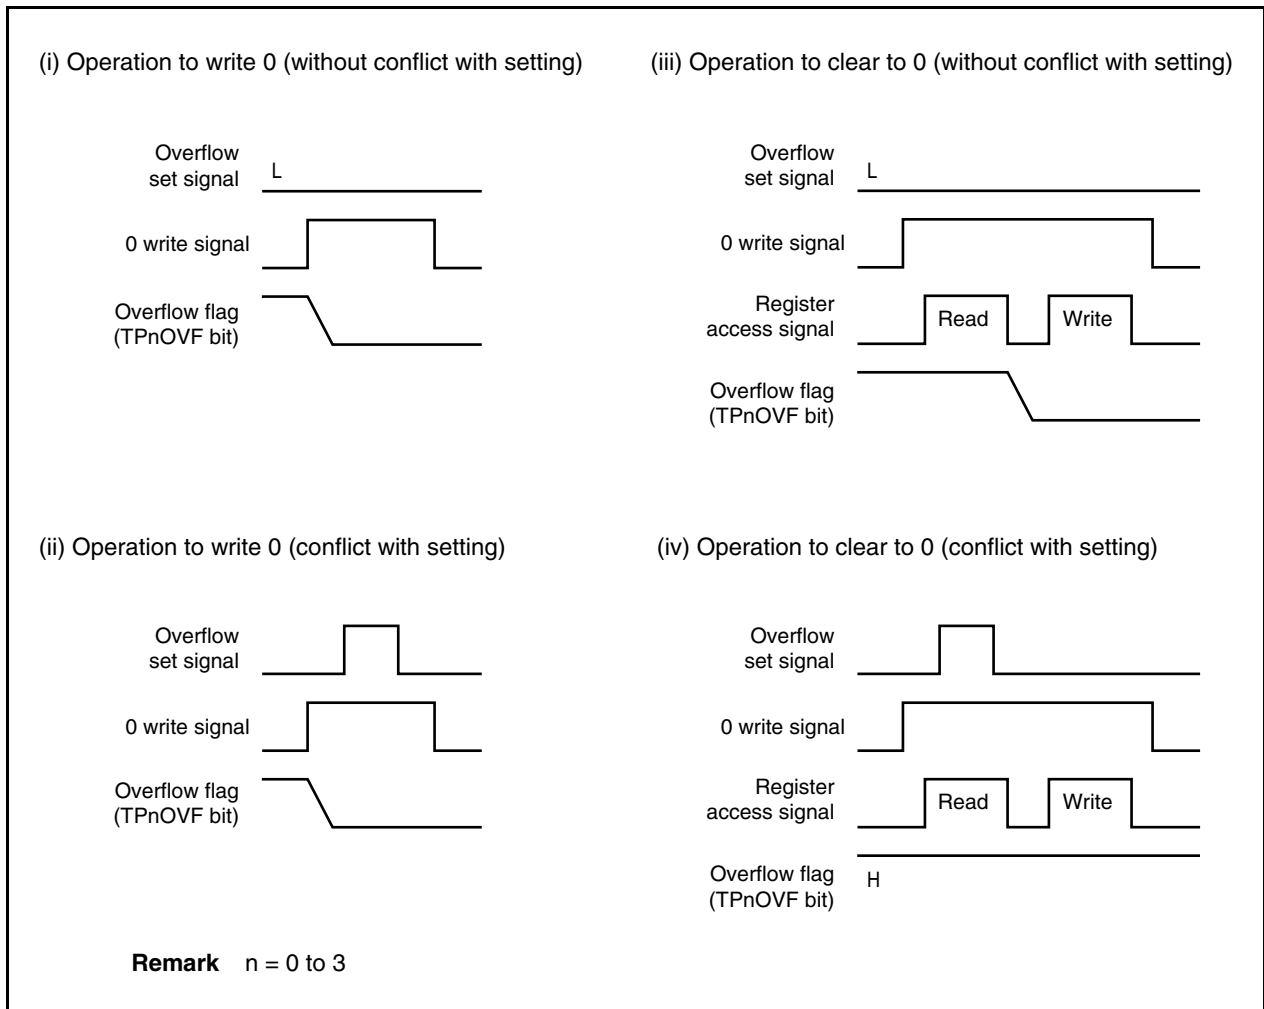 (i) Operation to write 0 (without conflict with setting)
Overflow
set signal
L
0 write signal
Overflow flag
(TPnOVF bit)
(iii) Operation to clear to 0 (without conflict with setting)
Overflow
set signal
L
0 write signal
Register
access signal
Read
Write
Overflow flag
(TPnOVF bit)
(ii) Operation to write 0 (conflict with setting)
Overflow
set signal
0 write signal
Overflow flag
(TPnOVF bit)
(iv) Operation to clear to 0 (conflict with setting)
Overflow
set signal
0 write signal
Register
access signal
Read
Write
Overflow flag
(TPnOVF bit)
H
Remark n = 0 to 3